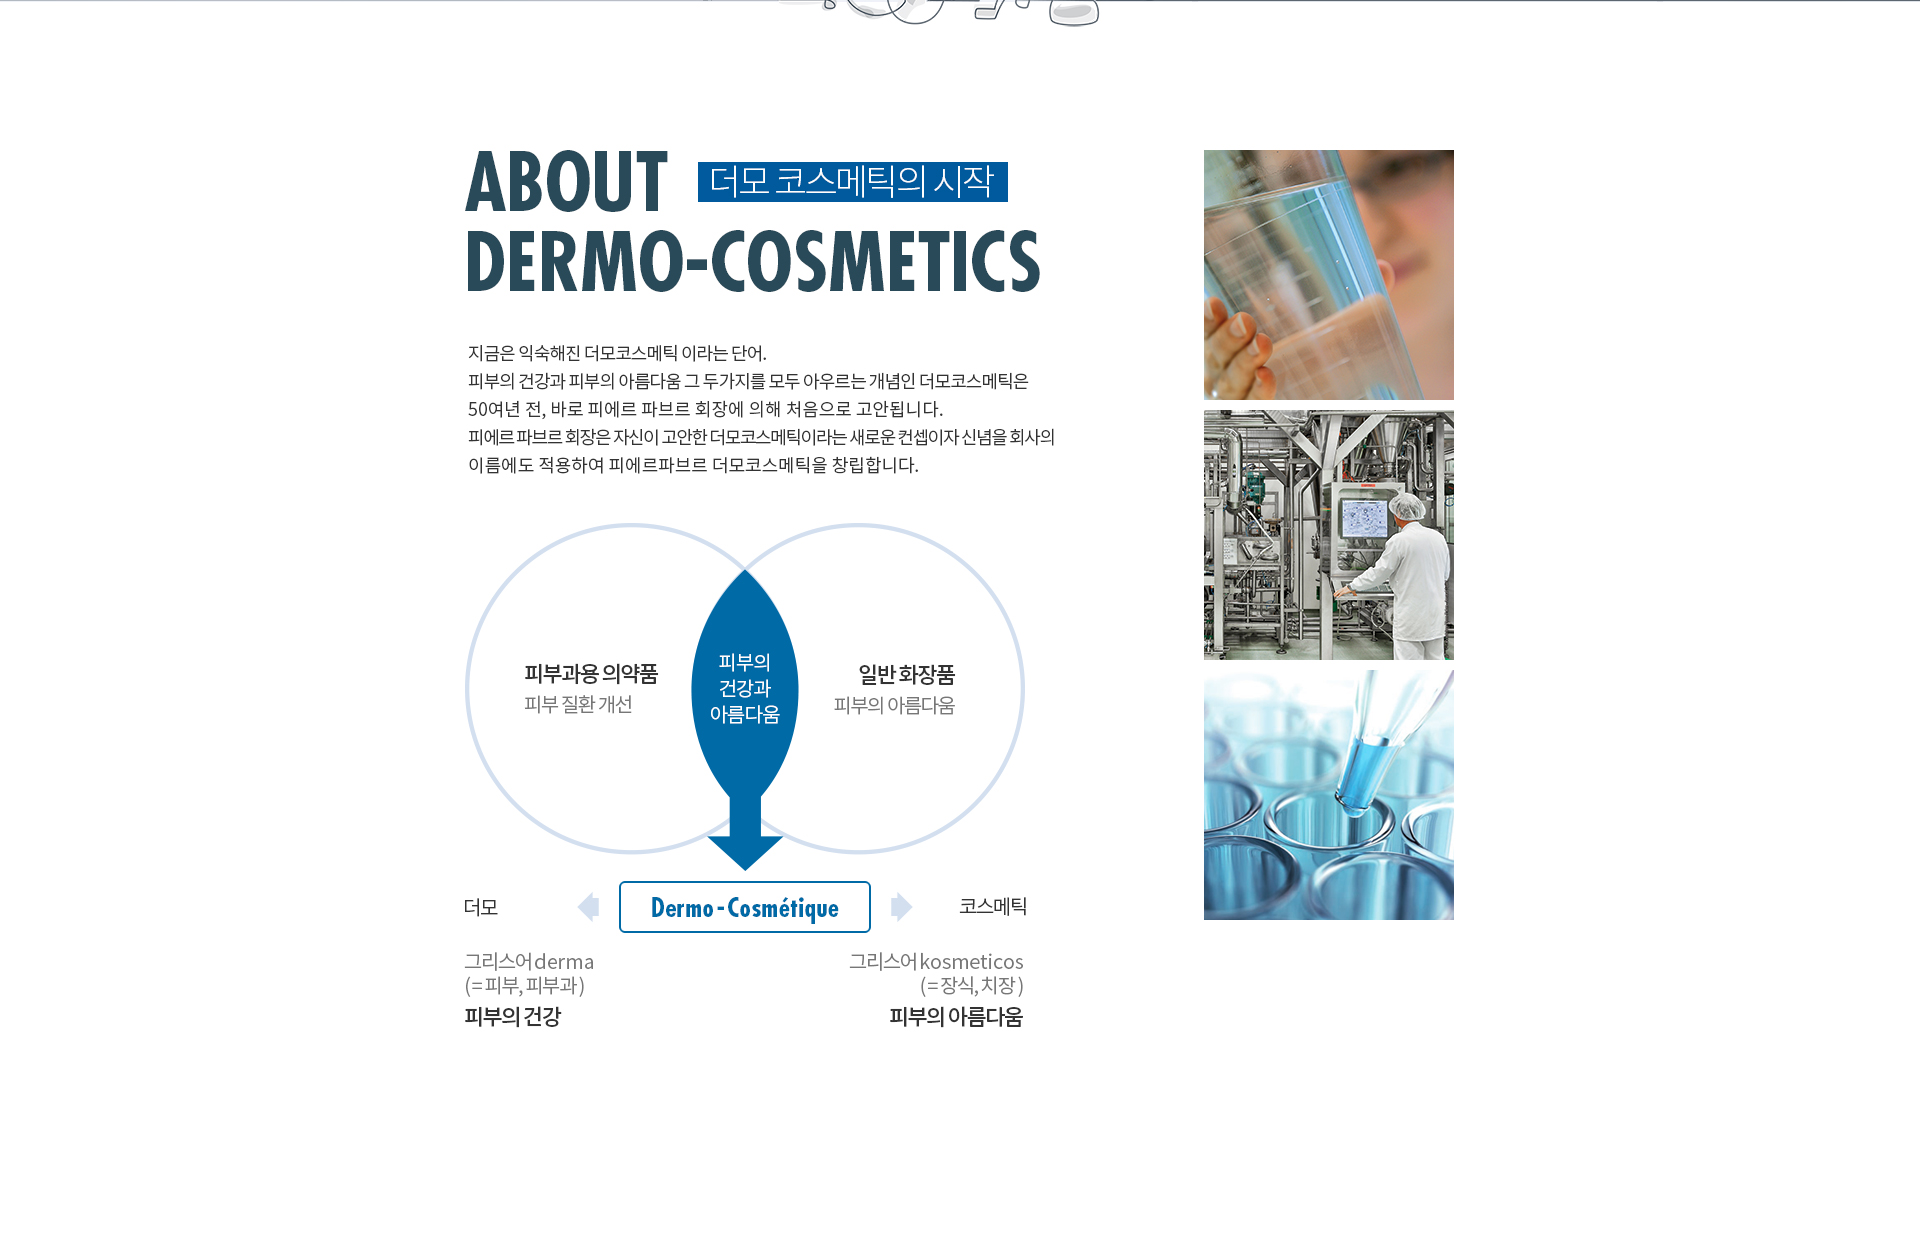 ABOUT
더모 코스메틱의 시작
DERMO-COSMETICS
지금은 익숙해진 더모코스메틱 이라는 단어.
피부의 건강과 피부의 아름다움 그 두가지를 모두 아우르는 개념인 더모코스메틱은
50여년 전, 바로 피에르 파브르 회장에 의해 처음으로 고안됩니다.
피에르 파브르 회장은 자신이 고안한 더모코스메틱이라는 새로운 컨셉이자 신념을 회사의
이름에도 적용하여 피에르파브르 더모코스메틱을 창립합니다.
피부과용 의약품
피부 질환 개선
피부의
건강과
아름다움
일반 화장품
피부의 아름다움
더모
Dermo-Cosmétique
코스메틱
그리스어 derma
(= 피부, 피부과)
피부의 건강
그리스어 kosmeticos
(= 장식, 치장)
피부의 아름다움